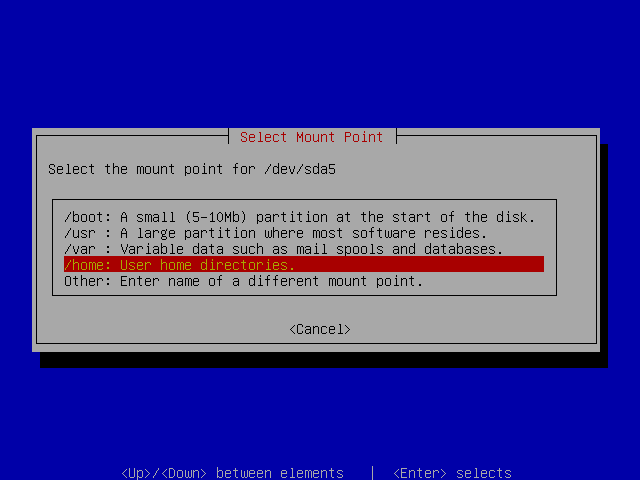 Select Mount Point
Select the mount point for /dev/sda5
/boot: A small (5-10Mb) partition at the start of the disk.
/usr : A large partition where most software resides.
/var : Variable data such as mail spools and databases.
/home: User home directories.
Other: Enter name of a different mount point.
<Cancel>
<Up>/<Down> between elements | <Enter> selects